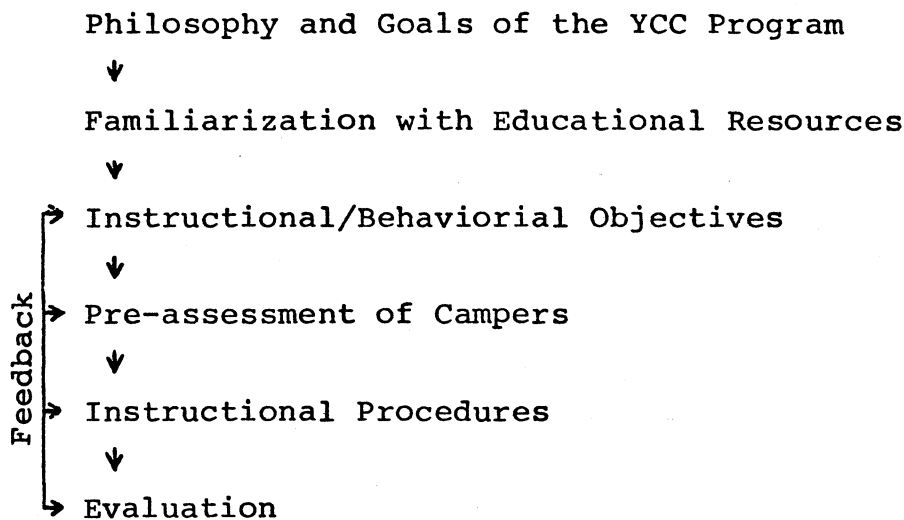 Philosophy and Goals of the YCC Program
Familiarization with Educational Resources
Instructional/Behaviorial Objectives
Pre-assessment of Campers
Instructional Procedures
Evaluation
Feedback